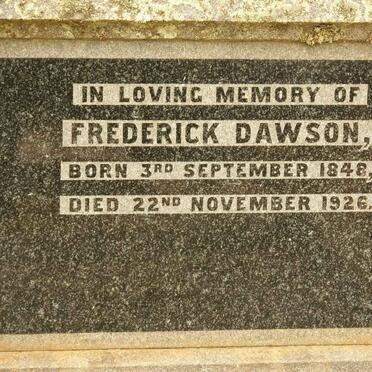 IN LOVING MEMORY OF
FREDERICK DAWSON,
BORN 3RD SEPTEMBER 1848,
DIED 22ND NOVEMBER 1926.